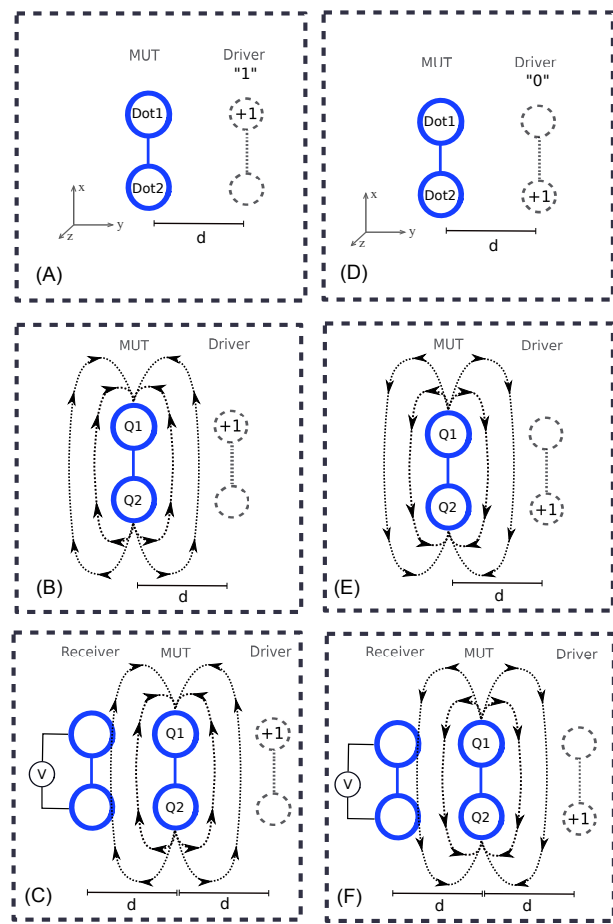 MUT
Driver
"1"
Dot1
+1
Dot2
x
y
z
d
(A)
MUT
Driver
"0"
Dot1
Dot2
+1
x
y
z
d
(D)
MUT
Driver
Q1
+1
Q2
d
(B)
MUT
Driver
Q1
Q2
+1
d
(E)
Receiver
MUT
Driver
Q1
+1
V
Q2
d
d
(C)
Receiver
MUT
Driver
Q1
V
Q2
+1
d
d
(F)